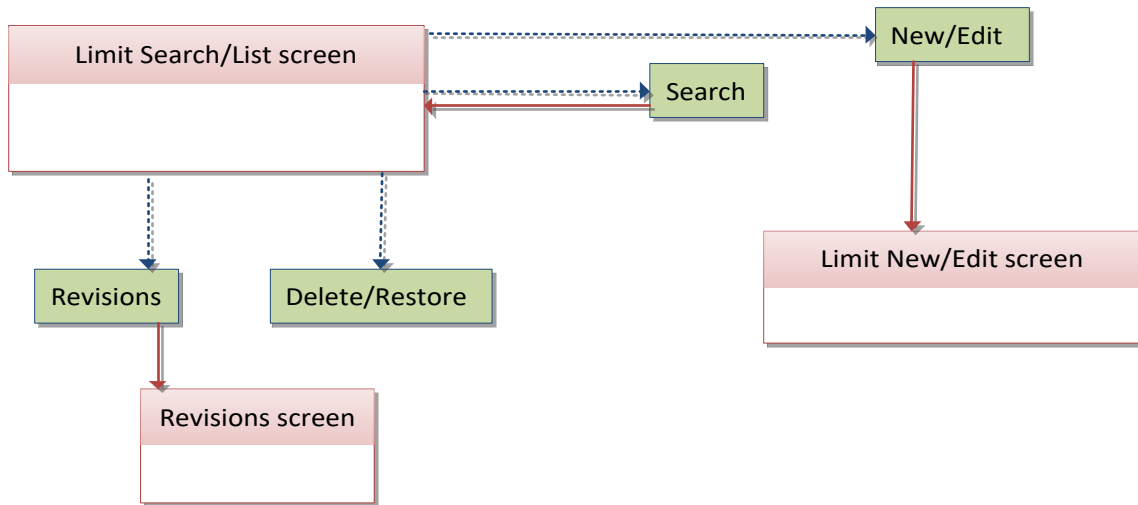 Limit Search/List screen
New/Edit
Search
Limit New/Edit screen
Revisions
Delete/Restore
Revisions screen